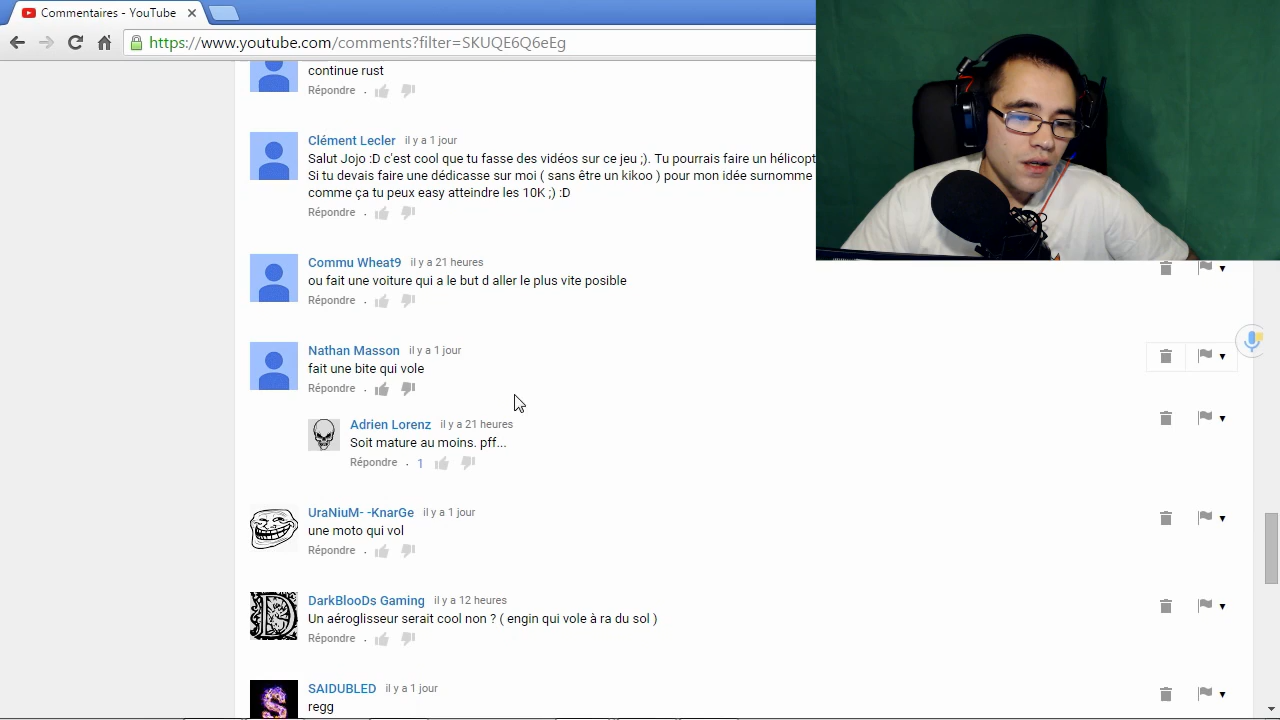 Commentaires - YouTube
https://www.youtube.com/comments?filter=SKUQE6Q6eEg
continue rust
Répondre
Clément Lecler il y a 1 jour
Salut Jojo :D c'est cool que tu fasse des vidéos sur ce jeu ;). Tu pourrais faire un hélicopt
Si tu devais faire une dédicasse sur moi ( sans être un kikoo ) pour mon idée surnomme
comme ça tu peux easy atteindre les 10K ;) :D
Répondre
Commu Wheat9 il y a 21 heures
ou fait une voiture qui a le but d aller le plus vite posible
Répondre
Nathan Masson il y a 1 jour
fait une bite qui vole
Répondre
Adrien Lorenz il y a 21 heures
Soit mature au moins. pff...
Répondre · 1
UraNiuM- -KnarGe il y a 1 jour
une moto qui vol
Répondre
DarkBlooDs Gaming il y a 12 heures
Un aéroglisseur serait cool non ? ( engin qui vole à ra du sol )
Répondre
SAIDUBLED il y a 1 jour
regg